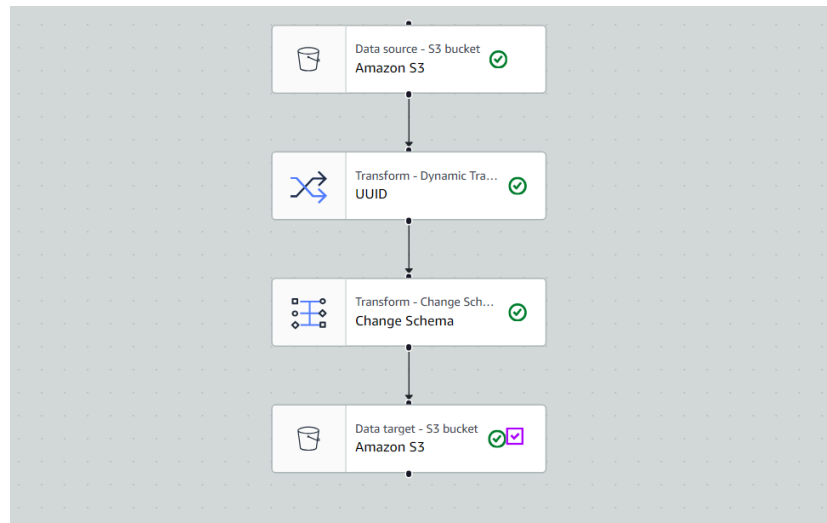 Data source - S3 bucket
Amazon S3
Transform - Dynamic Tra...
UUID
Transform - Change Sch...
Change Schema
Data target - S3 bucket
Amazon S3